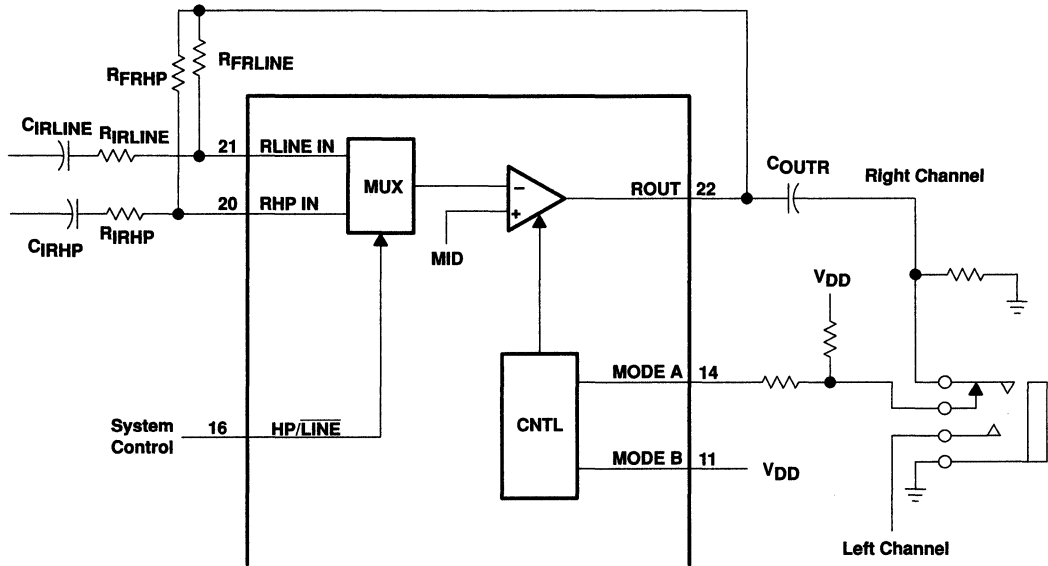 RFRHP
RFRLINE
CIRLINE
RIRLINE
21
RLINE IN
MUX
CIRHP
RIRHP
20
RHP IN
MID
−
+
ROUT
22
COUTR
Right Channel
VDD
CNTL
MODE A
14
System
Control
16
HP/LINE
MODE B
11
VDD
Left Channel